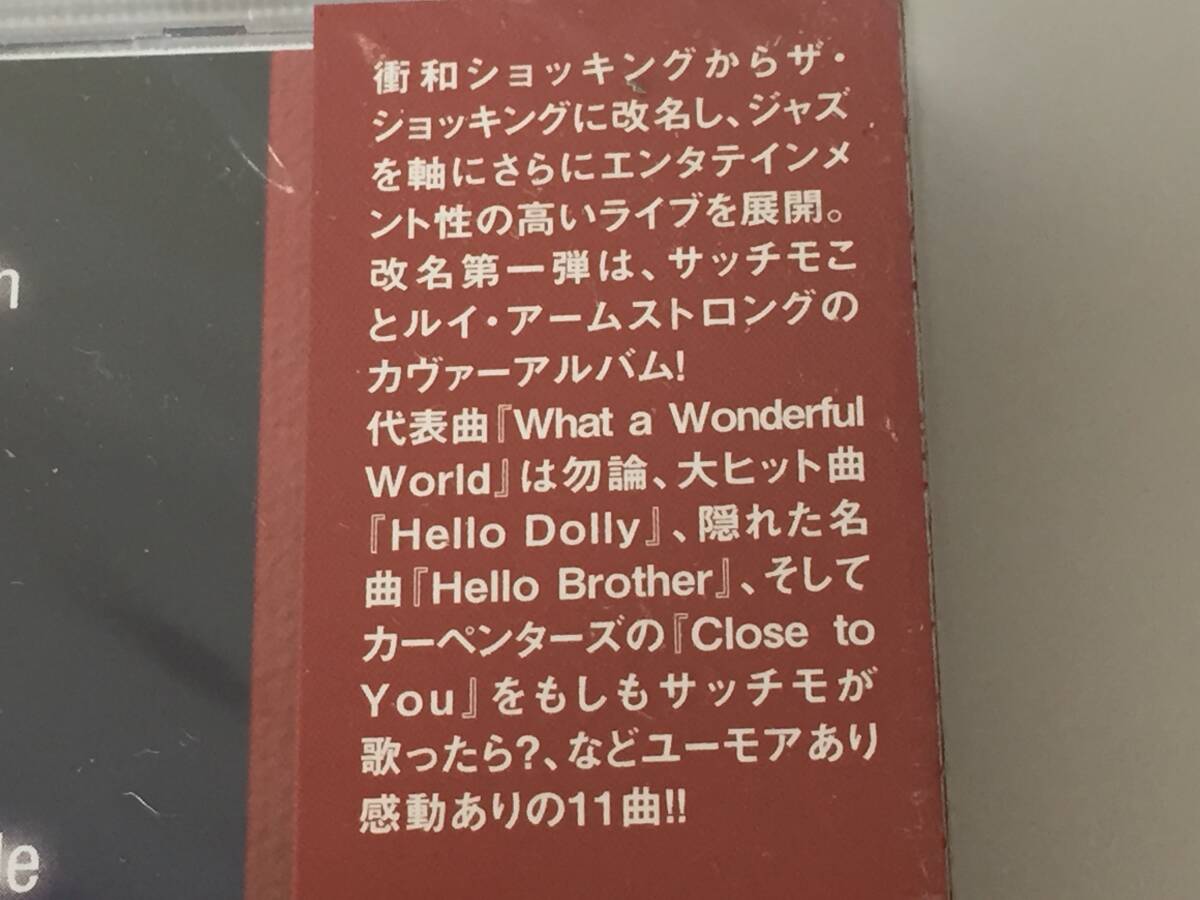 衝和ショッキングからザ・
ショッキングに改名し、ジャズ
を軸にさらにエンタテインメ
ント性の高いライブを展開。
改名第一弾は、サッチモこ
とルイ・アームストロングの
カヴァーアルバム!
代表曲『What a Wonderful
World』は勿論、大ヒット曲
『Hello Dolly』、隠れた名
曲『Hello Brother』、そして
カーペンターズの『Close to
You』をもしもサッチモが
歌ったら?、などユーモアあり
感動ありの11曲!!